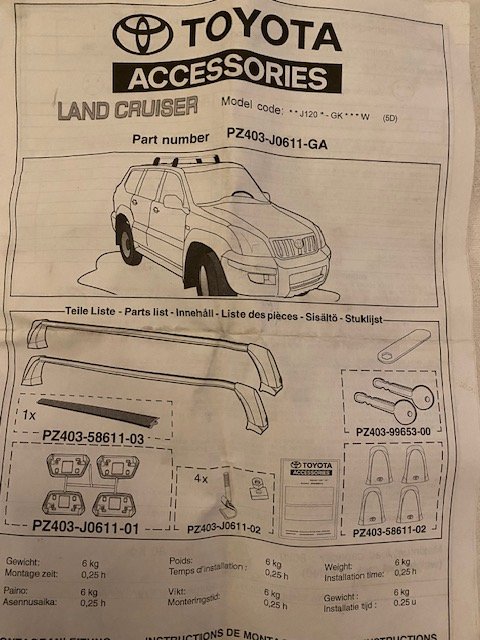 TOYOTA
ACCESSORIES
LAND CRUISER Model code: **J120*-GK***W (5D)
Part number PZ403-J0611-GA
Teile Liste - Parts list - Innehåll - Liste des pièces - Sisältö - Stuklijst
1x
PZ403-58611-03
PZ403-99653-00
4x
TOYOTA
ACCESSORIES
PZ403-J0611-01
PZ403-J0611-02
PZ403-58611-02
Gewicht: 6 kg Poids: 6 kg Weight: 6 kg
Montage zeit: 0,25 h Temps d'installation: 0,25 h Installation time: 0.25 h
Paino: 6 kg Vikt: 6 kg Gewicht: 6 kg
Asennusaika: 0,25 h Monteringstid: 0,25 h Installatie tijd: 0.25 u
INSTRUCTIONS DE